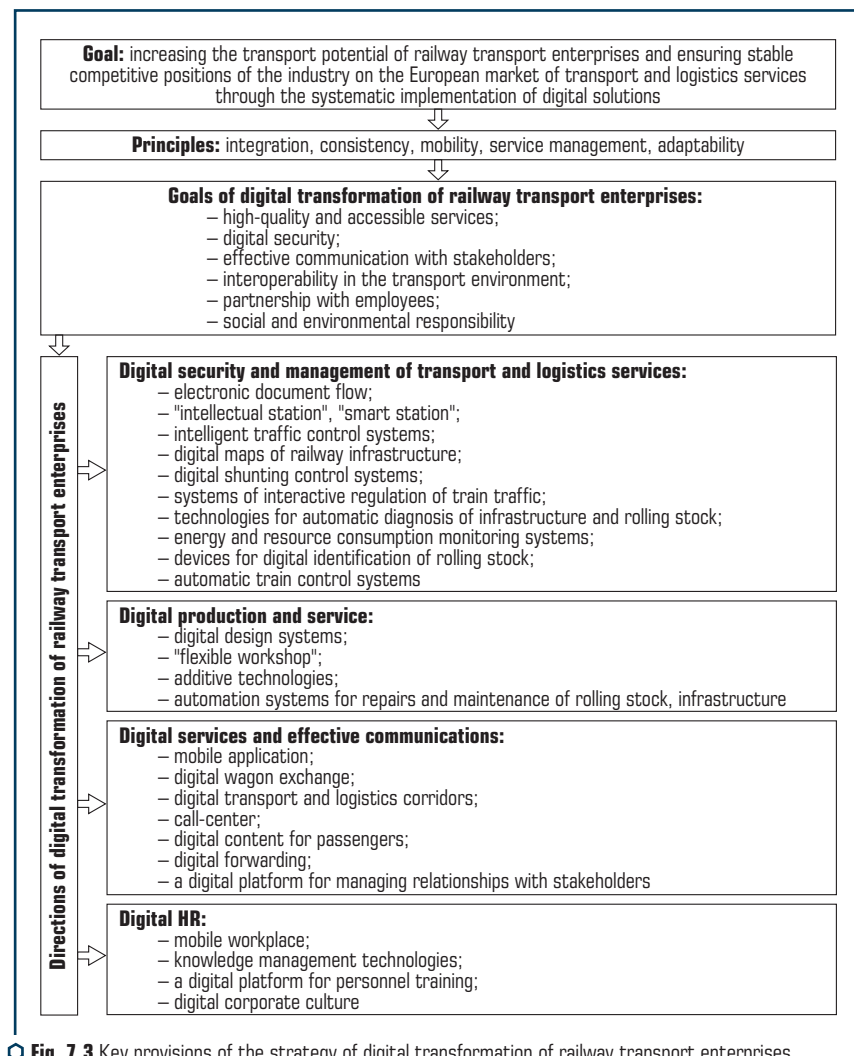 Goal: increasing the transport potential of railway transport enterprises and ensuring stable
competitive positions of the industry on the European market of transport and logistics services
through the systematic implementation of digital solutions
Principles: integration, consistency, mobility, service management, adaptability
Goals of digital transformation of railway transport enterprises:
– high-quality and accessible services;
– digital security;
– effective communication with stakeholders;
– interoperability in the transport environment;
– partnership with employees;
– social and environmental responsibility
Directions of digital transformation of railway transport enterprises
Digital security and management of transport and logistics services:
– electronic document flow;
– "intellectual station", "smart station";
– intelligent traffic control systems;
– digital maps of railway infrastructure;
– digital shunting control systems;
– systems of interactive regulation of train traffic;
– technologies for automatic diagnosis of infrastructure and rolling stock;
– energy and resource consumption monitoring systems;
– devices for digital identification of rolling stock;
– automatic train control systems
Digital production and service:
– digital design systems;
– "flexible workshop";
– additive technologies;
– automation systems for repairs and maintenance of rolling stock, infrastructure
Digital services and effective communications:
– mobile application;
– digital wagon exchange;
– digital transport and logistics corridors;
– call-center;
– digital content for passengers;
– digital forwarding;
– a digital platform for managing relationships with stakeholders
Digital HR:
– mobile workplace;
– knowledge management technologies;
– a digital platform for personnel training;
– digital corporate culture
Fig. 7.3 Key provisions of the strategy of digital transformation of railway transport enterprises